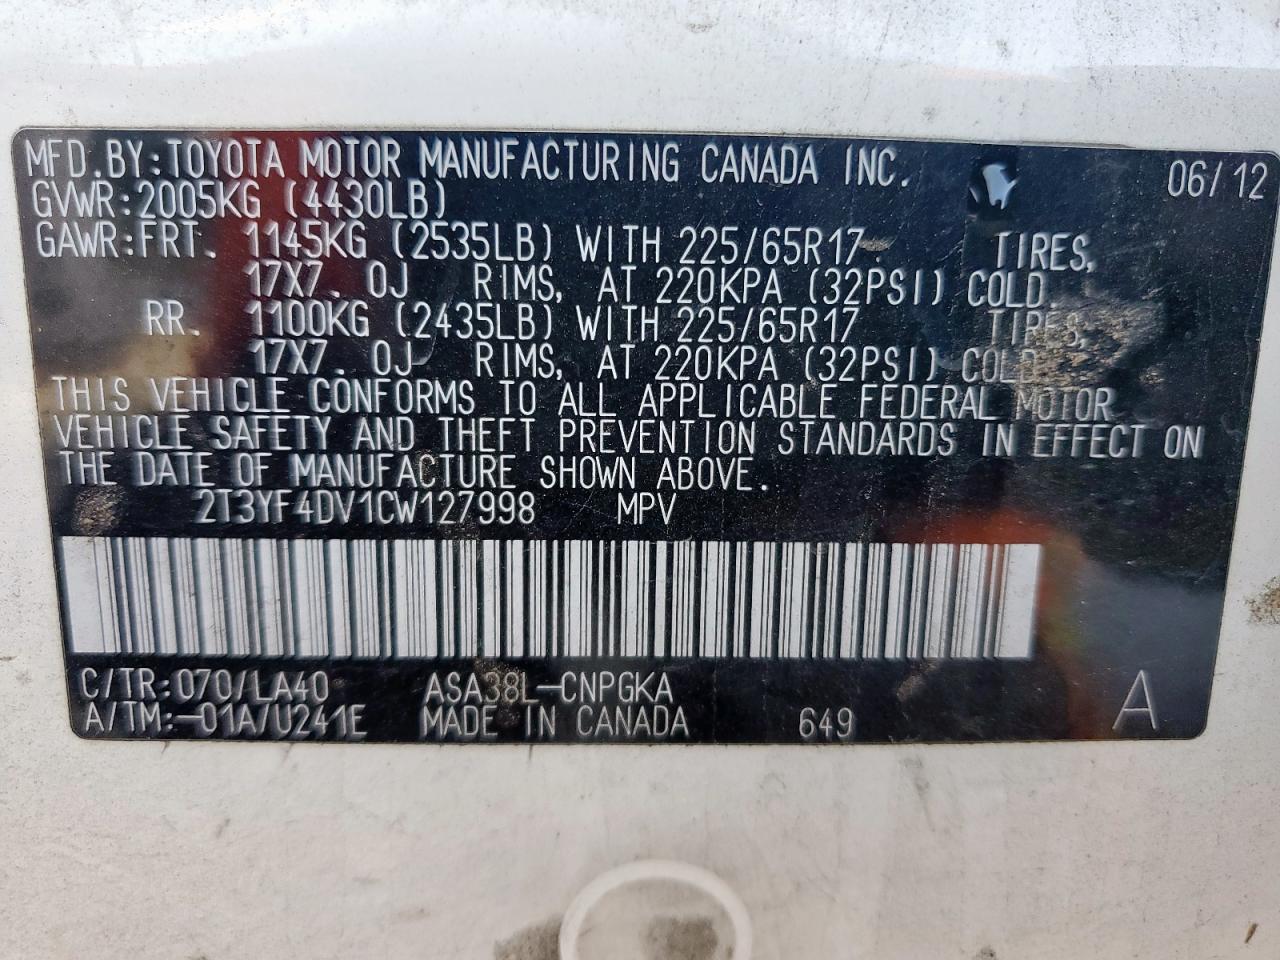 MFD.BY:TOYOTA MOTOR MANUFACTURING CANADA INC. 06/12
GVWR:2005KG (4430LB)
GAWR:FRT. 1145KG (2535LB) WITH 225/65R17 TIRES,
17X7.0J RIMS, AT 220KPA (32PSI) COLD.
RR. 1100KG (2435LB) WITH 225/65R17 TIRES,
17X7.0J RIMS, AT 220KPA (32PSI) COLD.
THIS VEHICLE CONFORMS TO ALL APPLICABLE FEDERAL MOTOR
VEHICLE SAFETY AND THEFT PREVENTION STANDARDS IN EFFECT ON
THE DATE OF MANUFACTURE SHOWN ABOVE.
2T3YF4DV1CW127998 MPV
C/TR:070/LA40 ASA38L-CNPGKA A
A/TM:-01A/U241E MADE IN CANADA 649